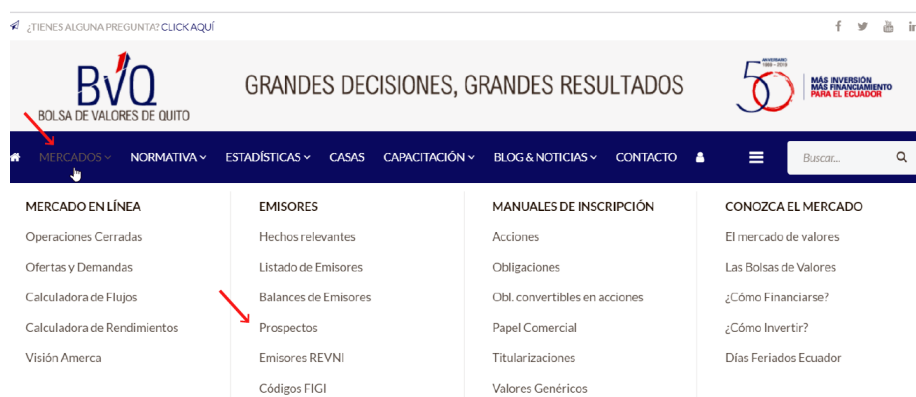 ¿TIENES ALGUNA PREGUNTA? CLICK AQUÍ
BVQ
BOLSA DE VALORES DE QUITO
GRANDES DECISIONES, GRANDES RESULTADOS
50
ANIVERSARIO
1969 - 2019
MÁS INVERSIÓN
MÁS FINANCIAMIENTO
PARA EL ECUADOR
MERCADOS NORMATIVA ESTADÍSTICAS CASAS CAPACITACIÓN BLOG & NOTICIAS CONTACTO Buscar...
MERCADO EN LÍNEA
Operaciones Cerradas
Ofertas y Demandas
Calculadora de Flujos
Calculadora de Rendimientos
Visión Amerca
EMISORES
Hechos relevantes
Listado de Emisores
Balances de Emisores
Prospectos
Emisores REVNI
Códigos FIGI
MANUALES DE INSCRIPCIÓN
Acciones
Obligaciones
Obl. convertibles en acciones
Papel Comercial
Titularizaciones
Valores Genéricos
CONOZCA EL MERCADO
El mercado de valores
Las Bolsas de Valores
¿Cómo Financiarse?
¿Cómo Invertir?
Días Feriados Ecuador